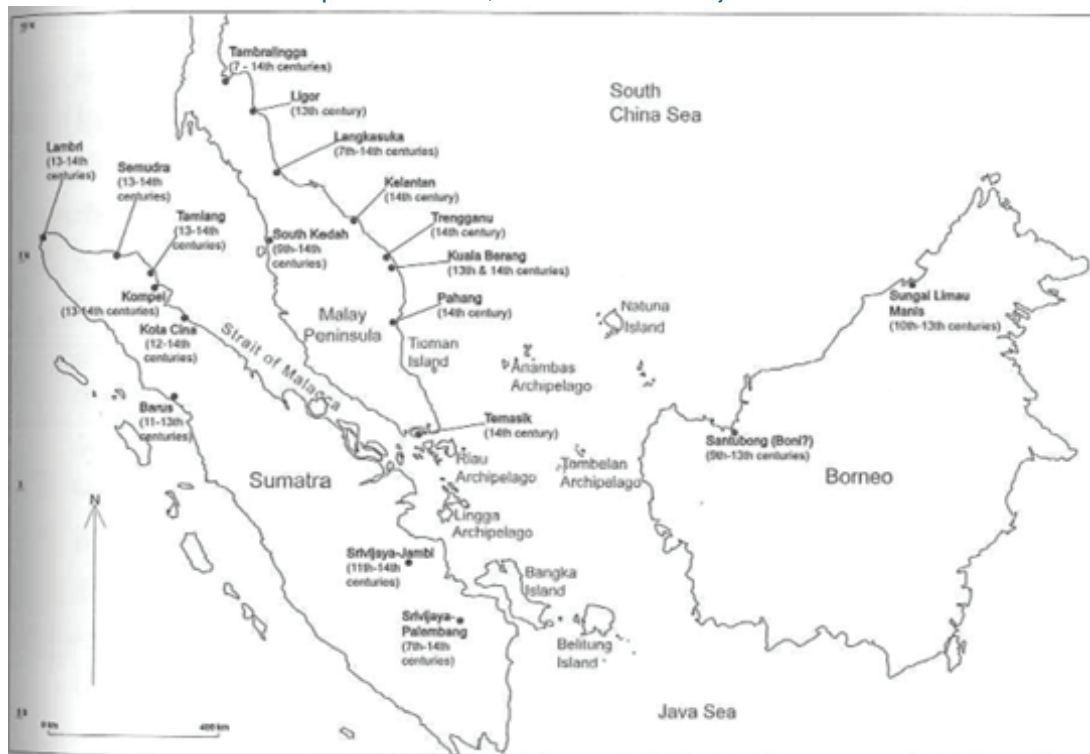 Tambralingga
(7 - 14th centuries)
Ligor
(13th century)
Langkasuka
(7th-14th centuries)
South
China Sea
Lambri
(13-14th
centuries)
Semudra
(13-14th
centuries)
Tamiang
(13-14th
centuries)
Kelantan
(14th century)
Trengganu
(14th century)
South Kedah
(9th-14th
centuries)
Kuala Berang
(13th & 14th centuries)
Kompei
(13-14th centuries)
Kota Cina
(12-14th
centuries)
Strait of Malacca
Malay
Peninsula
Pahang
(14th century)
Tioman
Island
Natuna
Island
Anambas
Archipelago
Sungai Limau
Manis
(10th-13th centuries)
Barus
(11-13th
centuries)
Temasik
(14th century)
Santubong (Boni?)
(9th-13th centuries)
Sumatra
Riau
Archipelago
Tambelan
Archipelago
Borneo
N
Lingga
Archipelago
Srivijaya-Jambi
(11th-14th
centuries)
Bangka
Island
Srivijaya-
Palembang
(7th-14th
centuries)
Belitung
Island
Java Sea
0 km
400 km